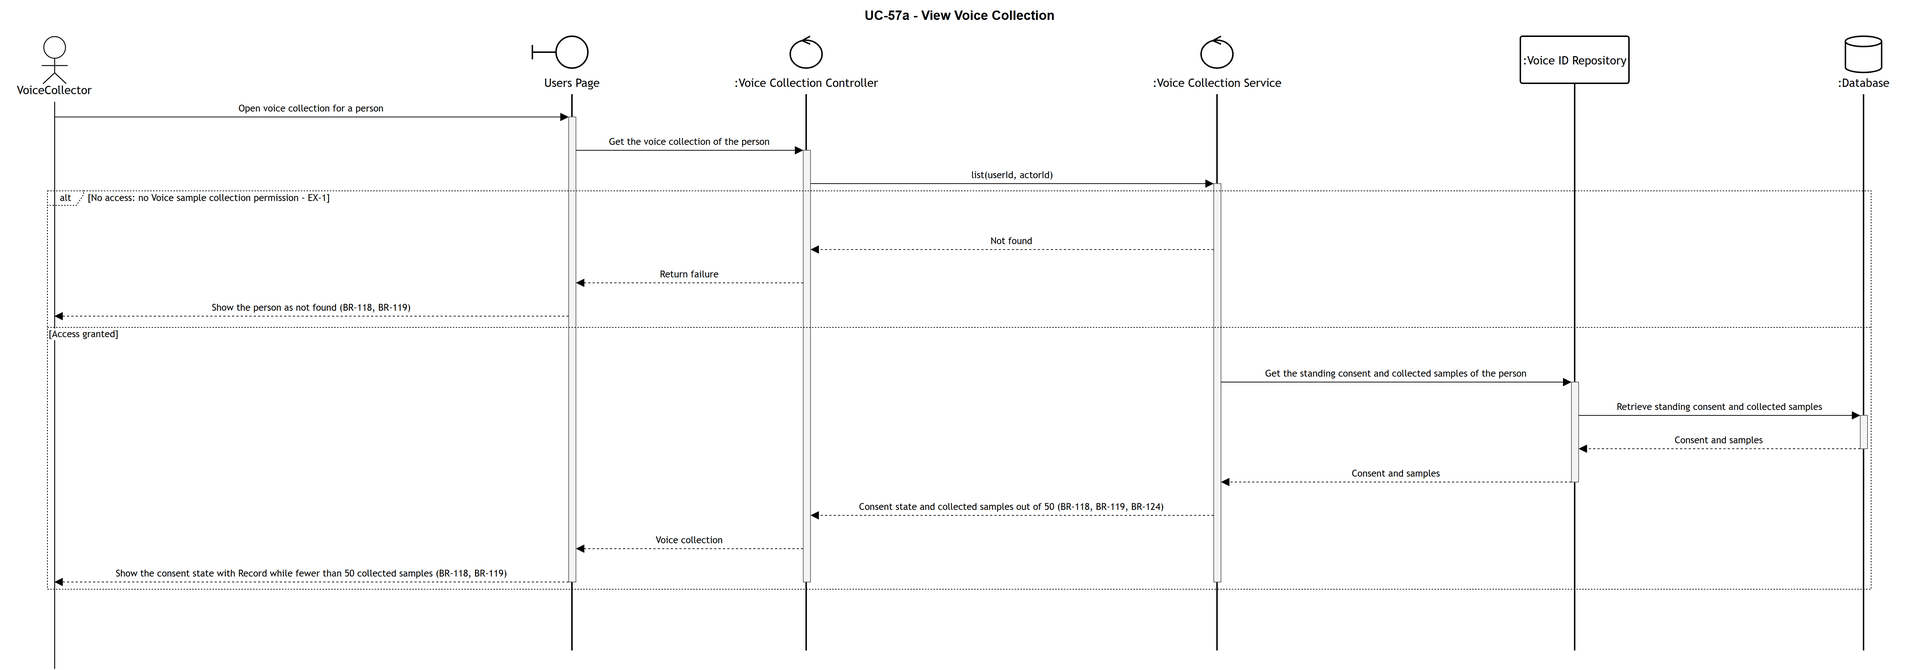 UC-57a - View Voice Collection
VoiceCollector
Users Page
:Voice Collection Controller
:Voice Collection Service
:Voice ID Repository
:Database
Open voice collection for a person
Get the voice collection of the person
list(userId, actorId)
alt
[No access: no Voice sample collection permission - EX-1]
Not found
Return failure
Show the person as not found (BR-118, BR-119)
[Access granted]
Get the standing consent and collected samples of the person
Retrieve standing consent and collected samples
Consent and samples
Consent and samples
Consent state and collected samples out of 50 (BR-118, BR-119, BR-124)
Voice collection
Show the consent state with Record while fewer than 50 collected samples (BR-118, BR-119)